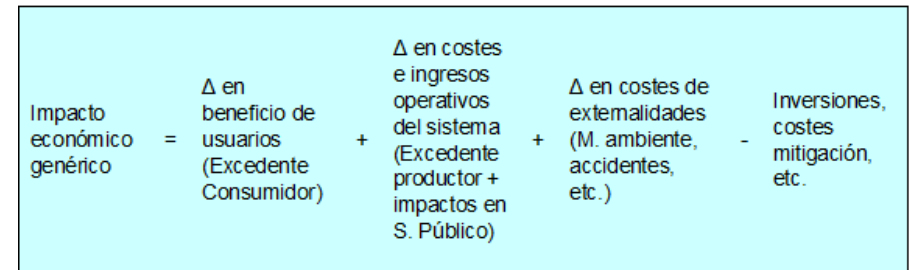 Impacto
económico
genérico
=
Δ en
beneficio de
usuarios
(Excedente
Consumidor)
+
Δ en costes
e ingresos
operativos
del sistema
(Excedente
productor +
impactos en
S. Público)
+
Δ en costes de
externalidades
(M. ambiente,
accidentes,
etc.)
-
Inversiones,
costes
mitigación,
etc.